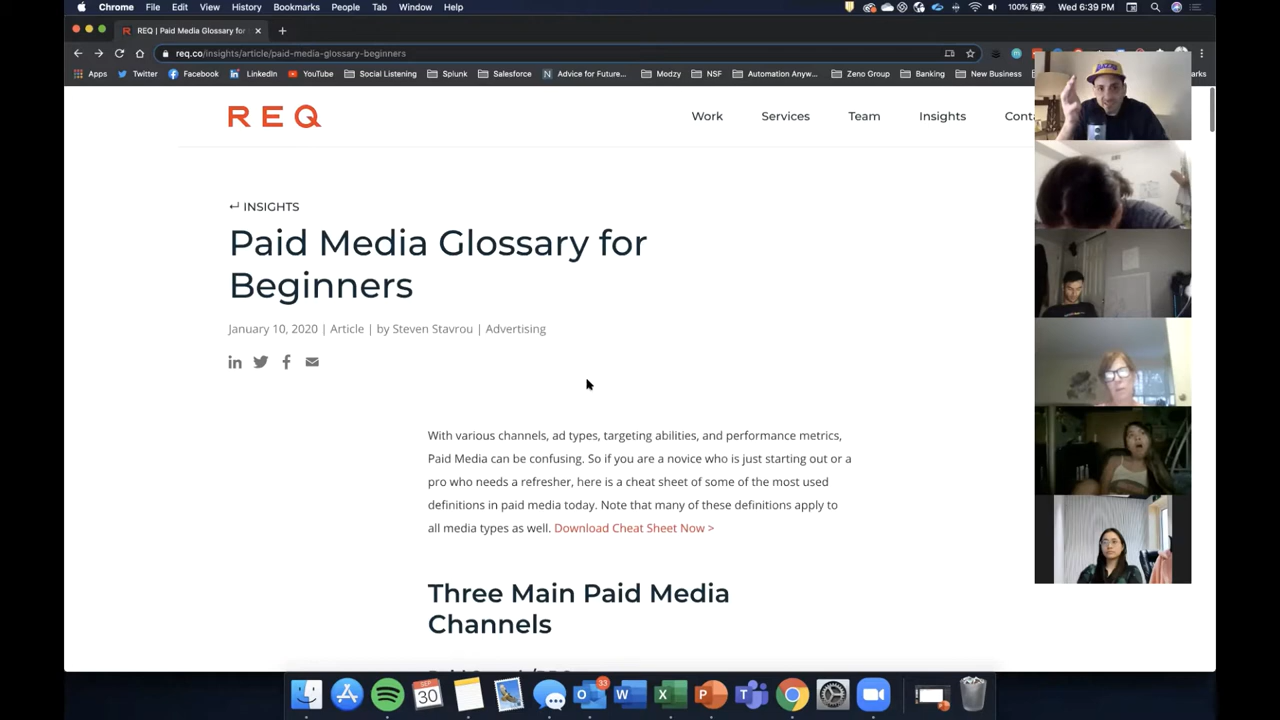 Chrome File Edit View History Bookmarks People Tab Window Help 100% Wed 6:39 PM
REQ | Paid Media Glossary for
req.co/insights/article/paid-media-glossary-beginners
Apps Twitter Facebook LinkedIn YouTube Social Listening Splunk Salesforce Advice for Future... Modzy NSF Automation Anyw... Zeno Group Banking New Business
REQ
Work Services Team Insights
INSIGHTS
Paid Media Glossary for
Beginners
January 10, 2020 | Article | by Steven Stavrou | Advertising
With various channels, ad types, targeting abilities, and performance metrics,
Paid Media can be confusing. So if you are a novice who is just starting out or a
pro who needs a refresher, here is a cheat sheet of some of the most used
definitions in paid media today. Note that many of these definitions apply to
all media types as well. Download Cheat Sheet Now >
Three Main Paid Media
Channels
SEP
30
33